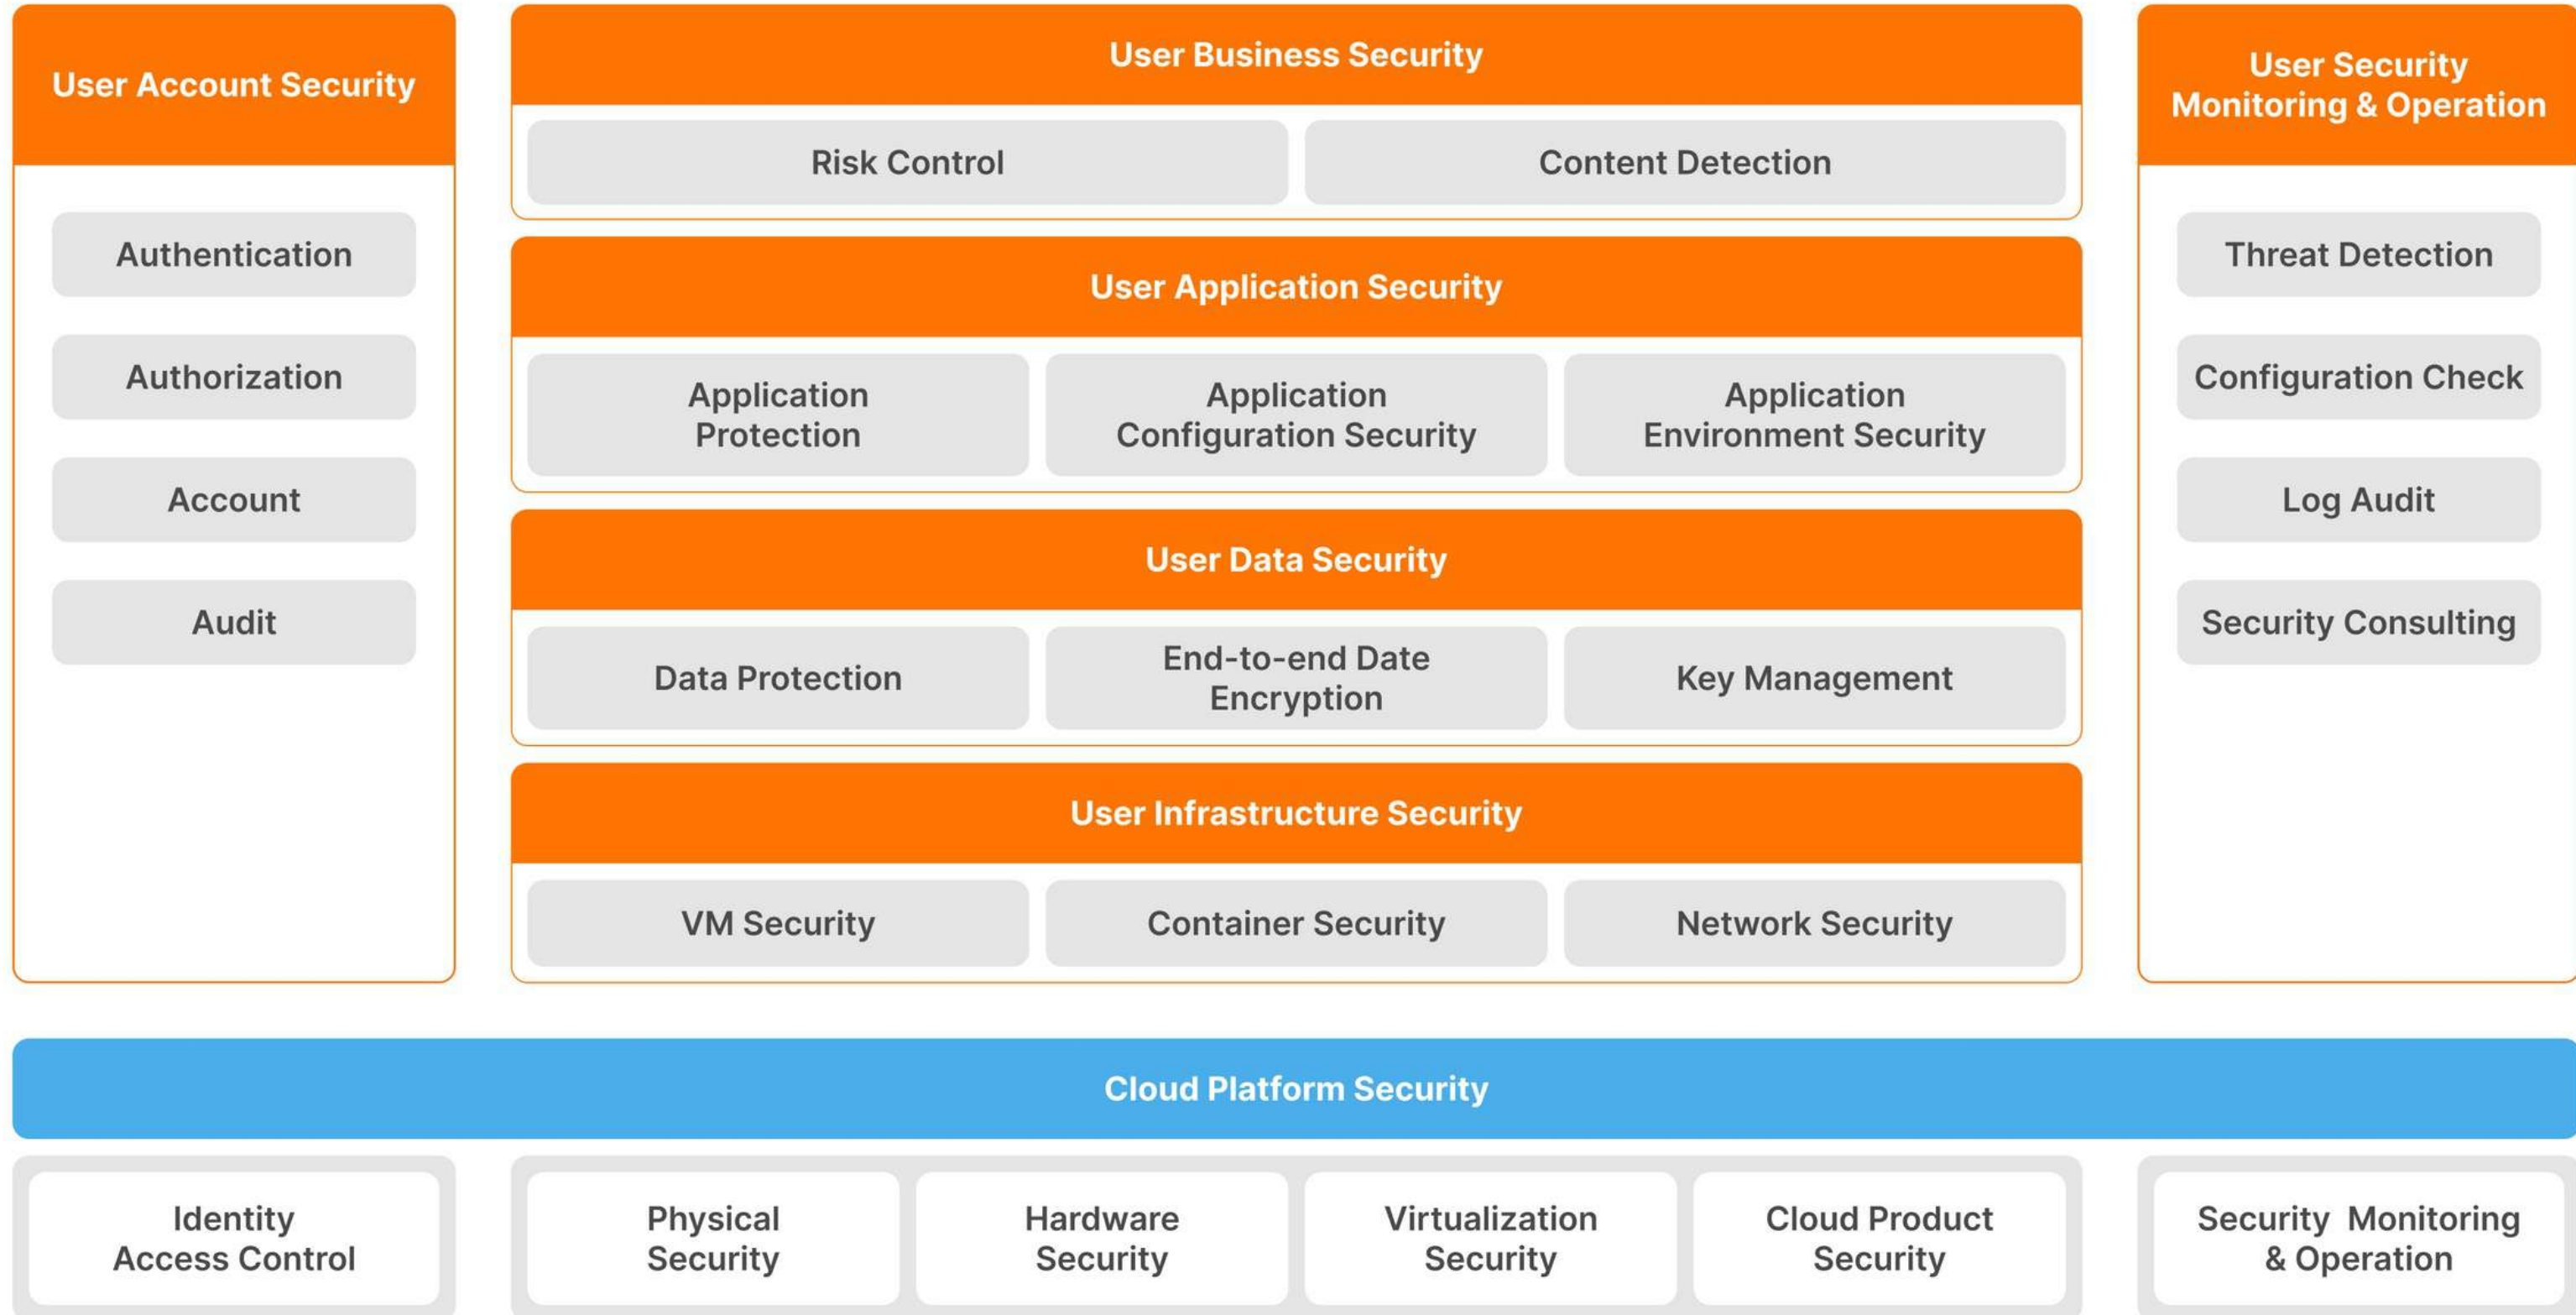 User Account Security
Authentication
Authorization
Account
Audit
User Business Security
Risk Control
Content Detection
User Application Security
Application
Protection
Application
Configuration Security
Application
Environment Security
User Data Security
Data Protection
End-to-end Date
Encryption
Key Management
User Infrastructure Security
VM Security
Container Security
Network Security
User Security
Monitoring & Operation
Threat Detection
Configuration Check
Log Audit
Security Consulting
Cloud Platform Security
Identity
Access Control
Physical
Security
Hardware
Security
Virtualization
Security
Cloud Product
Security
Security Monitoring
& Operation